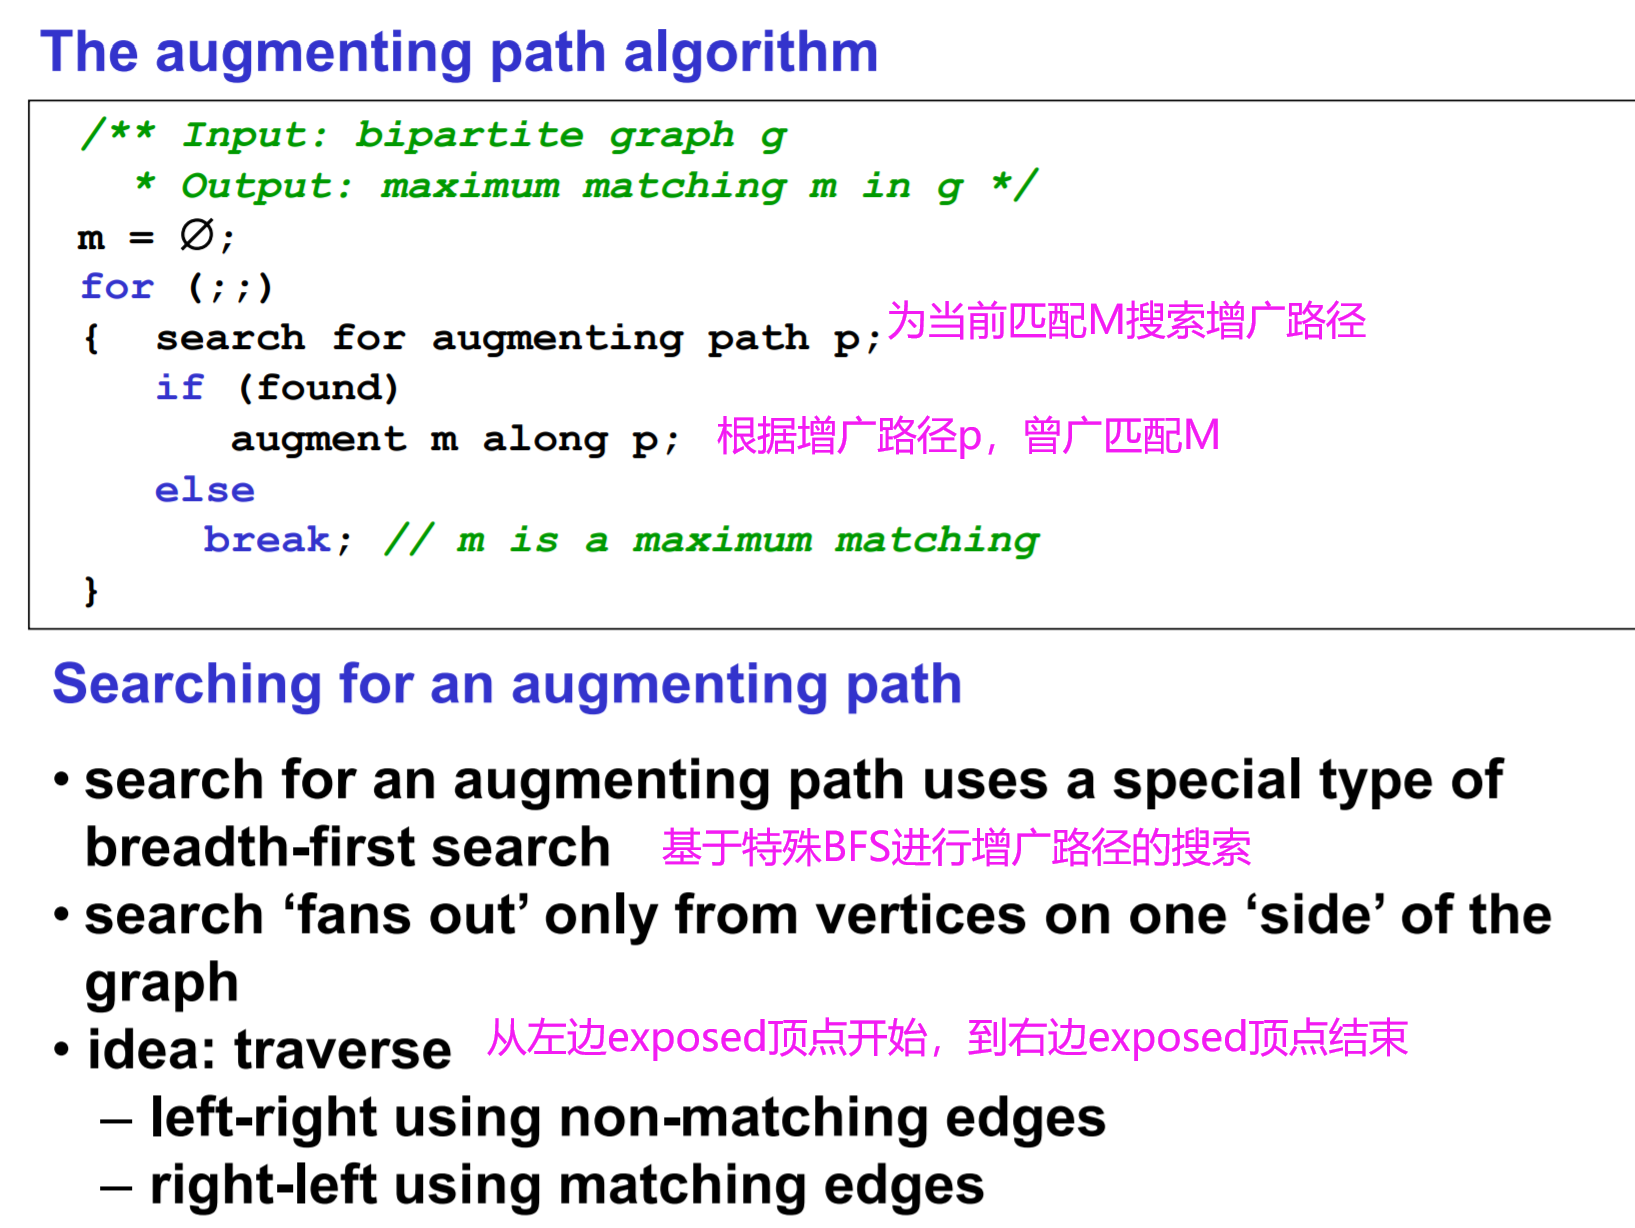 The augmenting path algorithm
/** Input: bipartite graph g
* Output: maximum matching m in g */
m = ∅;
for (;;)
{ search for augmenting path p; 为当前匹配M搜索增广路径
if (found)
augment m along p; 根据增广路径p，曾广匹配M
else
break; // m is a maximum matching
}
Searching for an augmenting path
• search for an augmenting path uses a special type of
breadth-first search 基于特殊BFS进行增广路径的搜索
• search ‘fans out’ only from vertices on one ‘side’ of the
graph
• idea: traverse 从左边exposed顶点开始，到右边exposed顶点结束
– left-right using non-matching edges
– right-left using matching edges